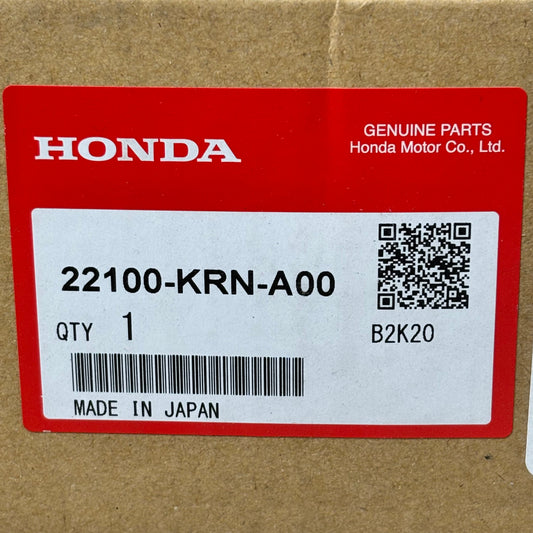 HONDA
GENUINE PARTS
Honda Motor Co., Ltd.
22100-KRN-A00
QTY 1
B2K20
MADE IN JAPAN